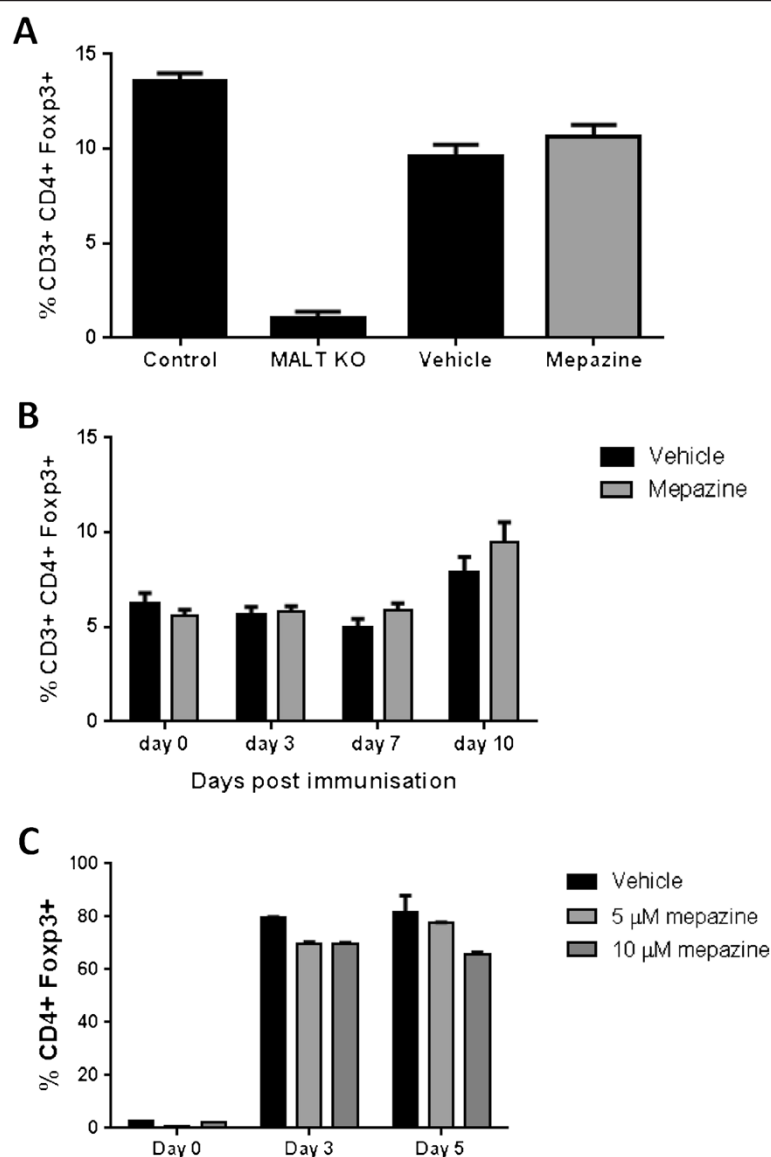 A
% CD3+ CD4+ Foxp3+
15
10
5
0
Control MALT KO Vehicle Mepazine
B
% CD3+ CD4+ Foxp3+
15
10
5
0
day 0 day 3 day 7 day 10
Days post immunisation
Vehicle
Mepazine
C
% CD4+ Foxp3+
100
80
60
40
20
0
Day 0 Day 3 Day 5
Vehicle
5 μM mepazine
10 μM mepazine